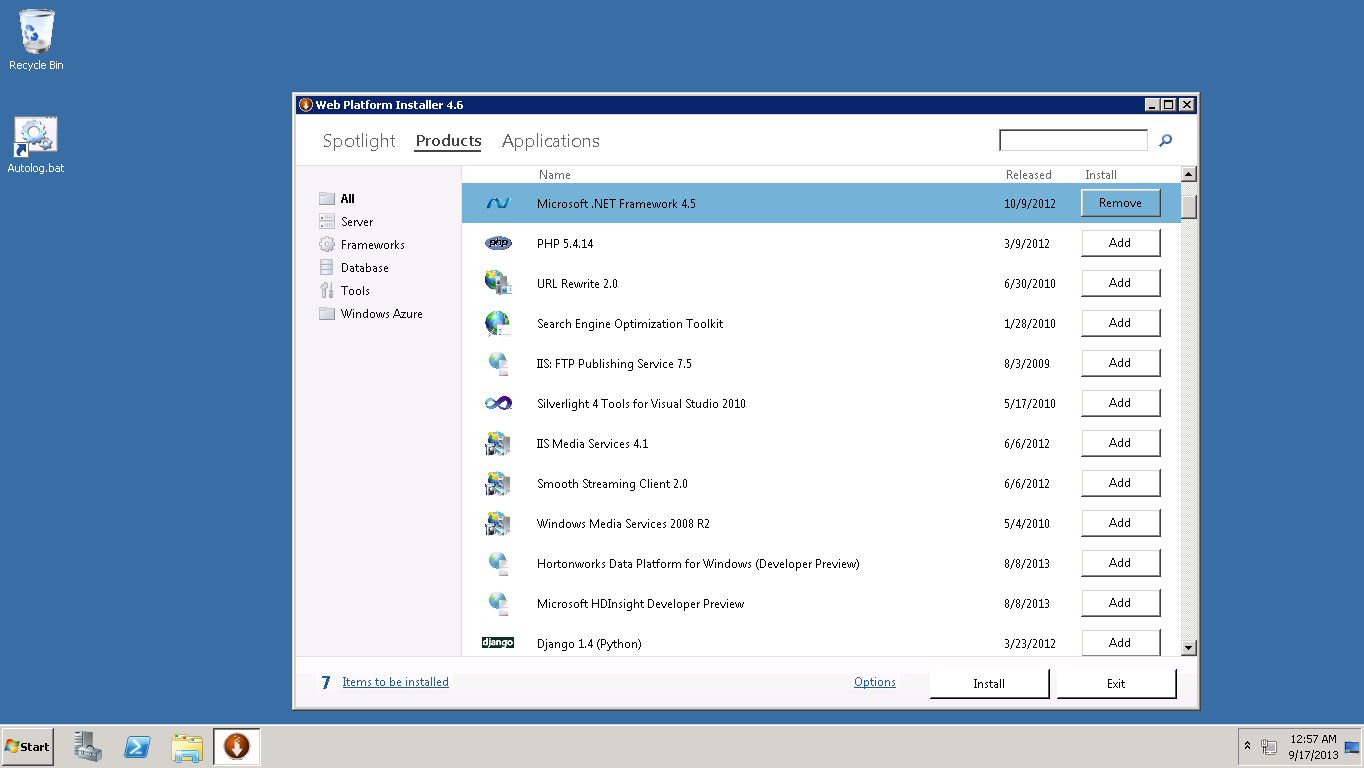 Recycle Bin
Autolog.bat
Web Platform Installer 4.6
Spotlight Products Applications
Name Released Install
All
Server
Frameworks
Database
Tools
Windows Azure
Microsoft .NET Framework 4.5 10/9/2012 Remove
php PHP 5.4.14 3/9/2012 Add
URL Rewrite 2.0 6/30/2010 Add
Search Engine Optimization Toolkit 1/28/2010 Add
IIS: FTP Publishing Service 7.5 8/3/2009 Add
Silverlight 4 Tools for Visual Studio 2010 5/17/2010 Add
IIS Media Services 4.1 6/6/2012 Add
Smooth Streaming Client 2.0 6/6/2012 Add
Windows Media Services 2008 R2 5/4/2010 Add
Hortonworks Data Platform for Windows (Developer Preview) 8/8/2013 Add
Microsoft HDInsight Developer Preview 8/8/2013 Add
django Django 1.4 (Python) 3/23/2012 Add
7 Items to be installed Options Install Exit
Start 12:57 AM
9/17/2013